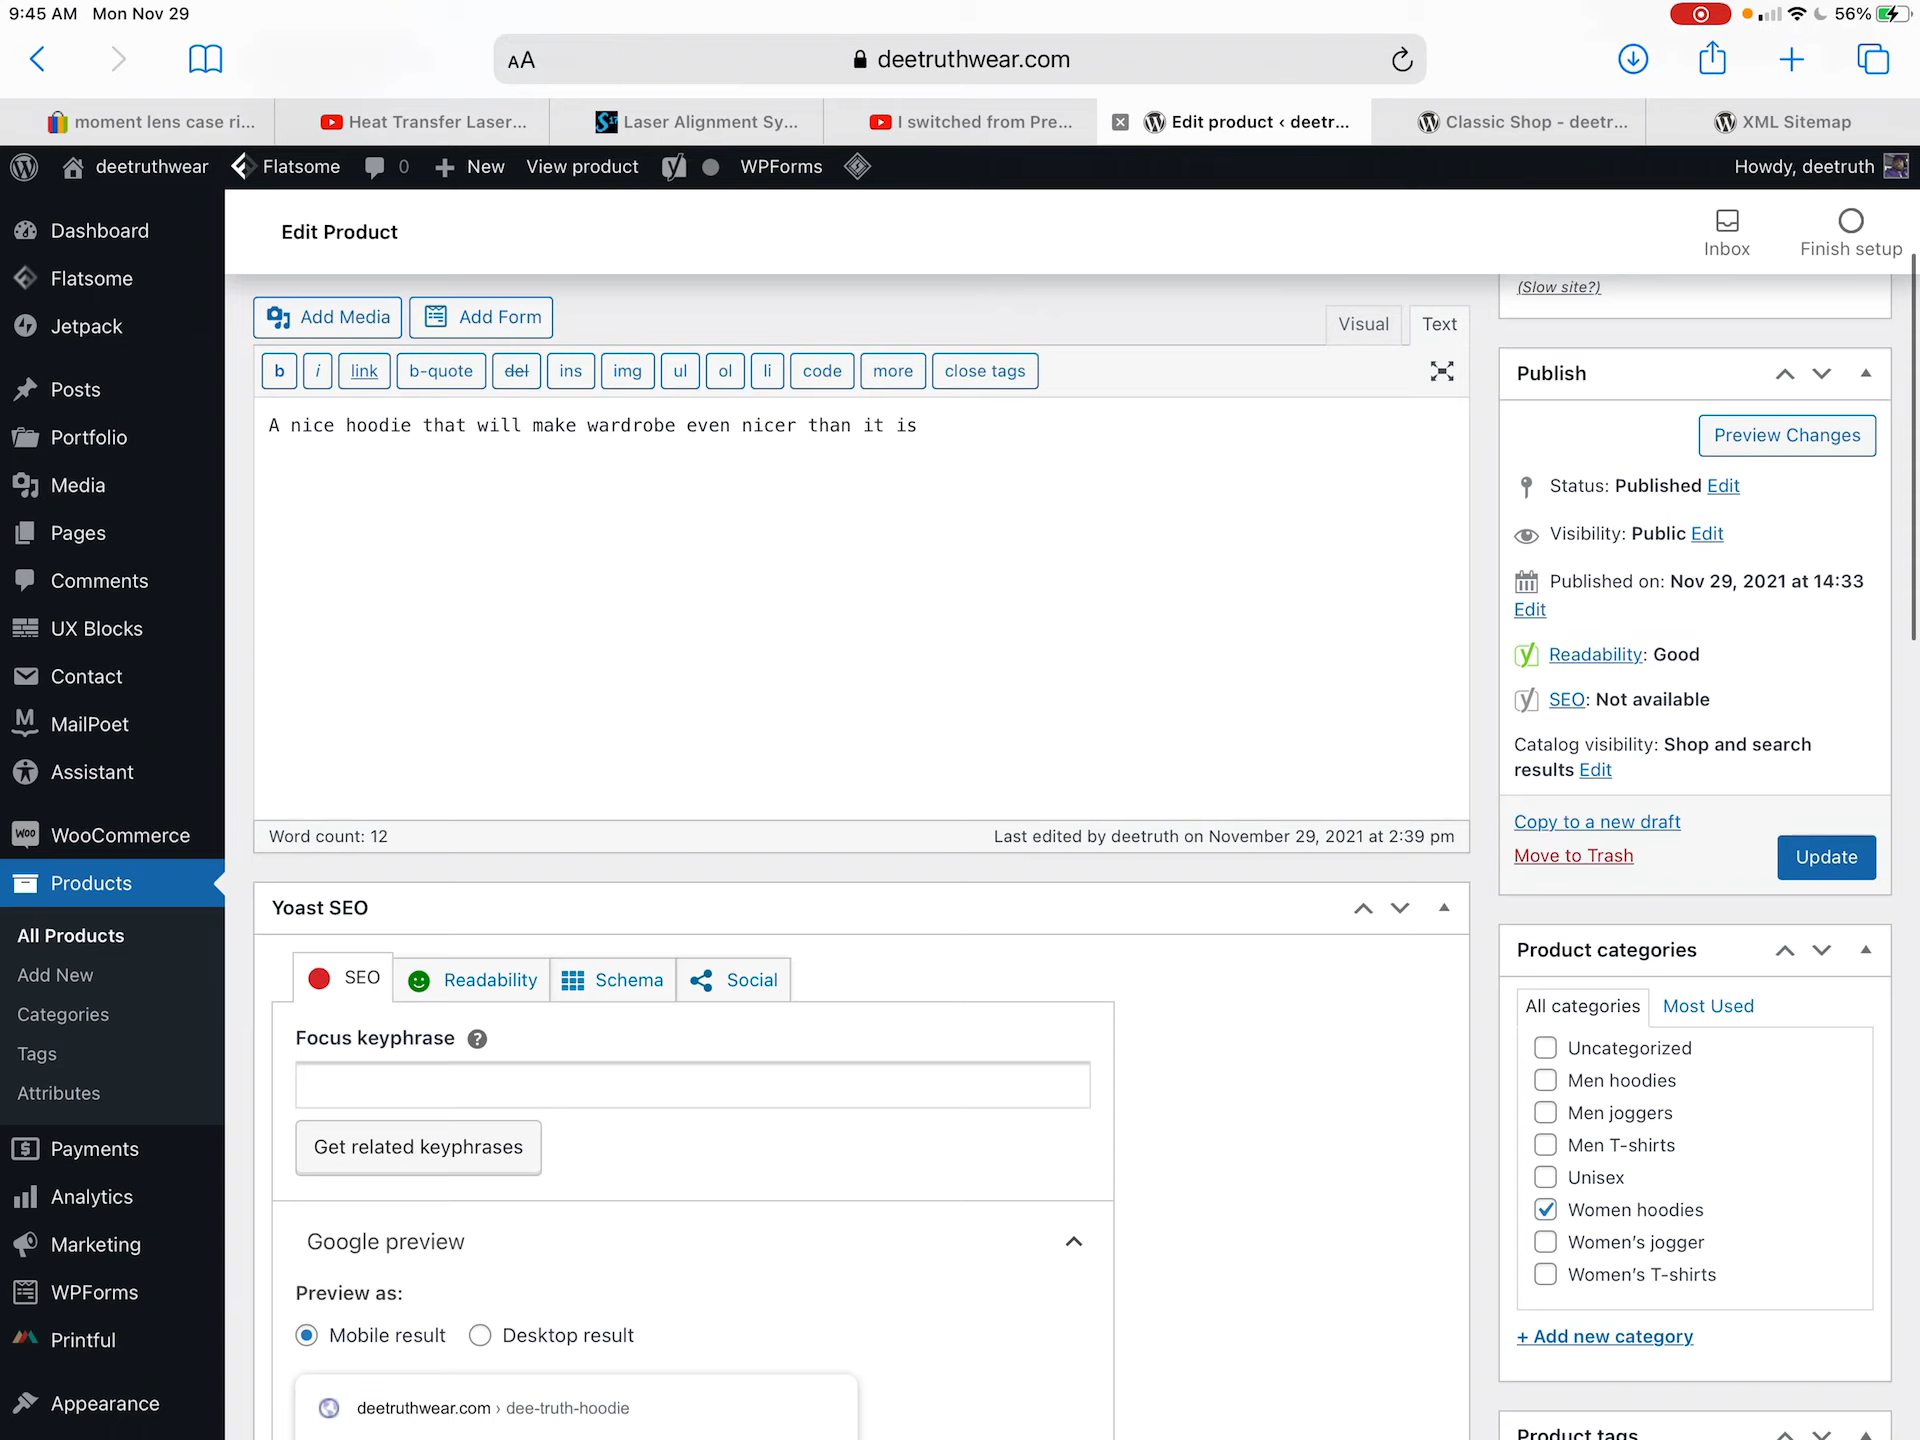 9:45 AM Mon Nov 29
56%
AA
deetruthwear.com
moment lens case ri...
Heat Transfer Laser...
Laser Alignment Sy...
I switched from Pre...
Edit product ‹ deetr...
Classic Shop - deetr...
XML Sitemap
deetruthwear
Flatsome
0
New
View product
WPForms
Howdy, deetruth
Dashboard
Flatsome
Jetpack
Posts
Portfolio
Media
Pages
Comments
UX Blocks
Contact
MailPoet
Assistant
WooCommerce
Products
All Products
Add New
Categories
Tags
Attributes
Payments
Analytics
Marketing
WPForms
Printful
Appearance
Edit Product
Inbox
Finish setup
Add Media
Add Form
Visual
Text
b
i
link
b-quote
del
ins
img
ul
ol
li
code
more
close tags
A nice hoodie that will make wardrobe even nicer than it is
Word count: 12
Last edited by deetruth on November 29, 2021 at 2:39 pm
Yoast SEO
SEO
Readability
Schema
Social
Focus keyphrase ?
Get related keyphrases
Google preview
Preview as:
Mobile result
Desktop result
deetruthwear.com › dee-truth-hoodie
(Slow site?)
Publish
Preview Changes
Status: Published Edit
Visibility: Public Edit
Published on: Nov 29, 2021 at 14:33
Edit
Readability: Good
SEO: Not available
Catalog visibility: Shop and search
results Edit
Copy to a new draft
Move to Trash
Update
Product categories
All categories
Most Used
Uncategorized
Men hoodies
Men joggers
Men T-shirts
Unisex
Women hoodies
Women's jogger
Women's T-shirts
+ Add new category
Product tags